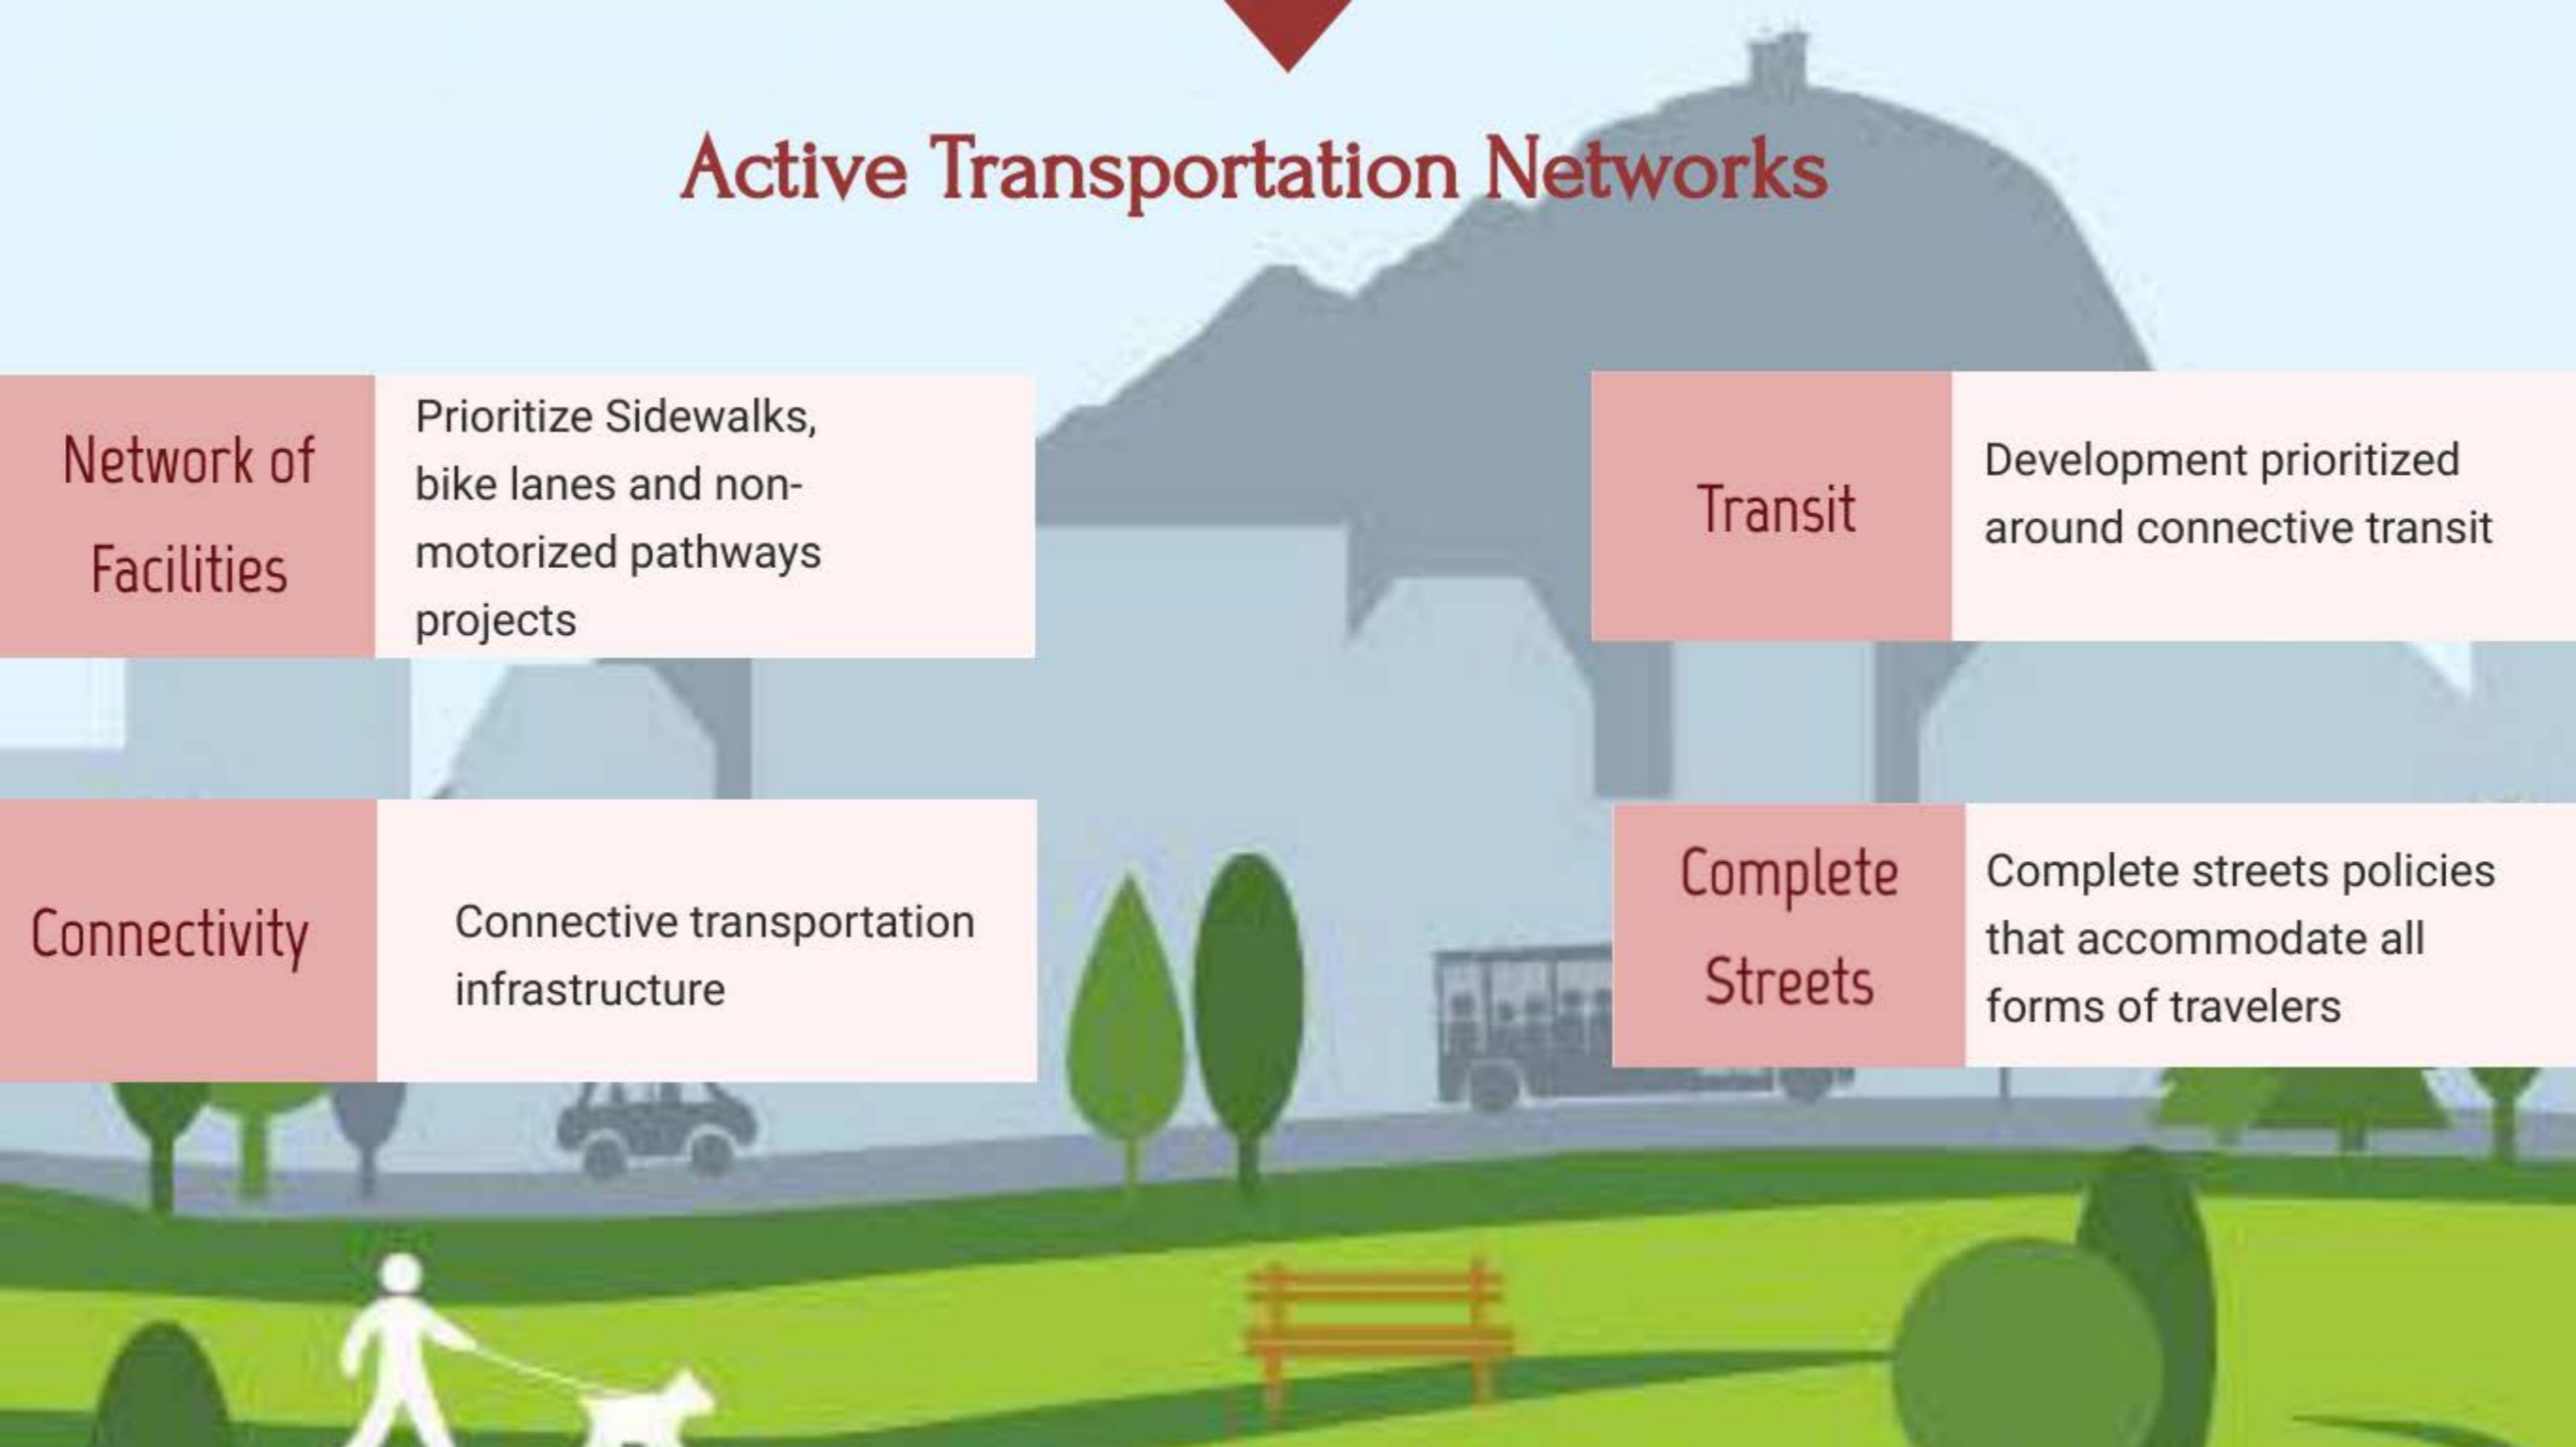 Active Transportation Networks
Network of
Facilities
Prioritize Sidewalks,
bike lanes and non-
motorized pathways
projects
Transit
Development prioritized
around connective transit
Connectivity
Connective transportation
infrastructure
Complete
Streets
Complete streets policies
that accommodate all
forms of travelers